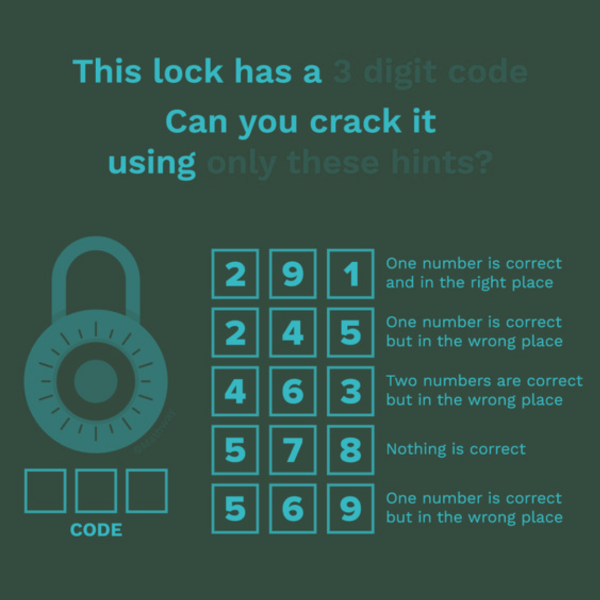 This lock has a 3 digit code
Can you crack it
using only these hints?
2 9 1 One number is correct
and in the right place
2 4 5 One number is correct
but in the wrong place
4 6 3 Two numbers are correct
but in the wrong place
5 7 8 Nothing is correct
5 6 9 One number is correct
but in the wrong place
CODE